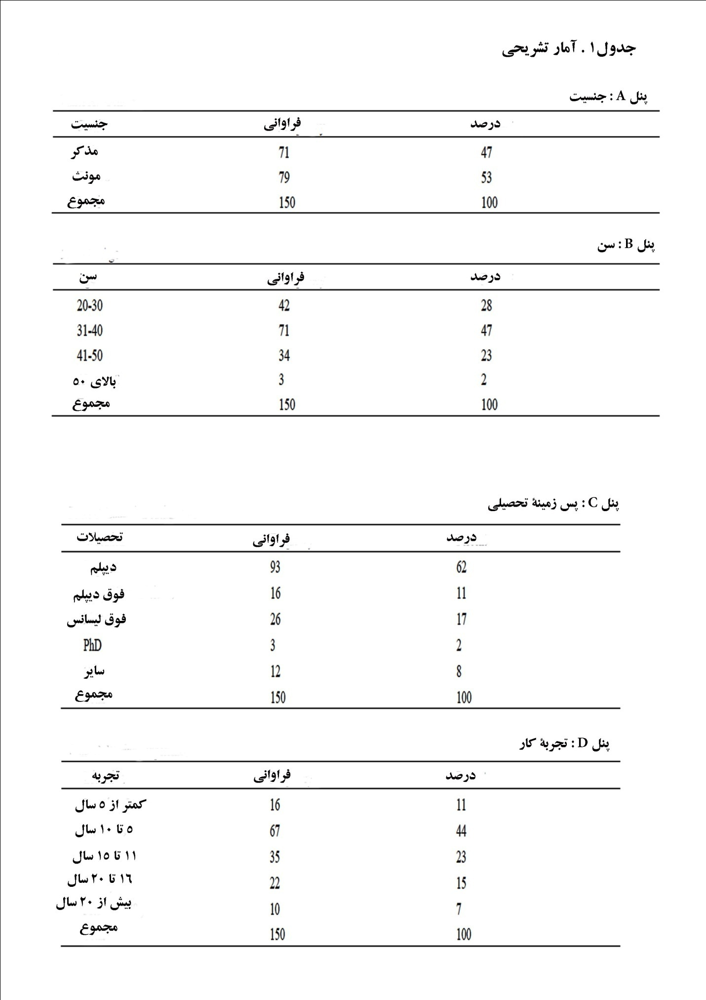 جدول۱ . آمار تشریحی
پنل A : جنسیت
جنسیت فراوانی درصد
مذکر 71 47
مونث 79 53
مجموع 150 100
پنل B : سن
سن فراوانی درصد
20-30 42 28
31-40 71 47
41-50 34 23
بالای ۵۰ 3 2
مجموع 150 100
پنل C : پس زمینۀ تحصیلی
تحصیلات فراوانی درصد
دیپلم 93 62
فوق دیپلم 16 11
فوق لیسانس 26 17
PhD 3 2
سایر 12 8
مجموع 150 100
پنل D : تجربۀ کار
تجربه فراوانی درصد
کمتر از ۵ سال 16 11
۵ تا ۱۰ سال 67 44
۱۱ تا ۱۵ سال 35 23
۱۶ تا ۲۰ سال 22 15
بیش از ۲۰ سال 10 7
مجموع 150 100